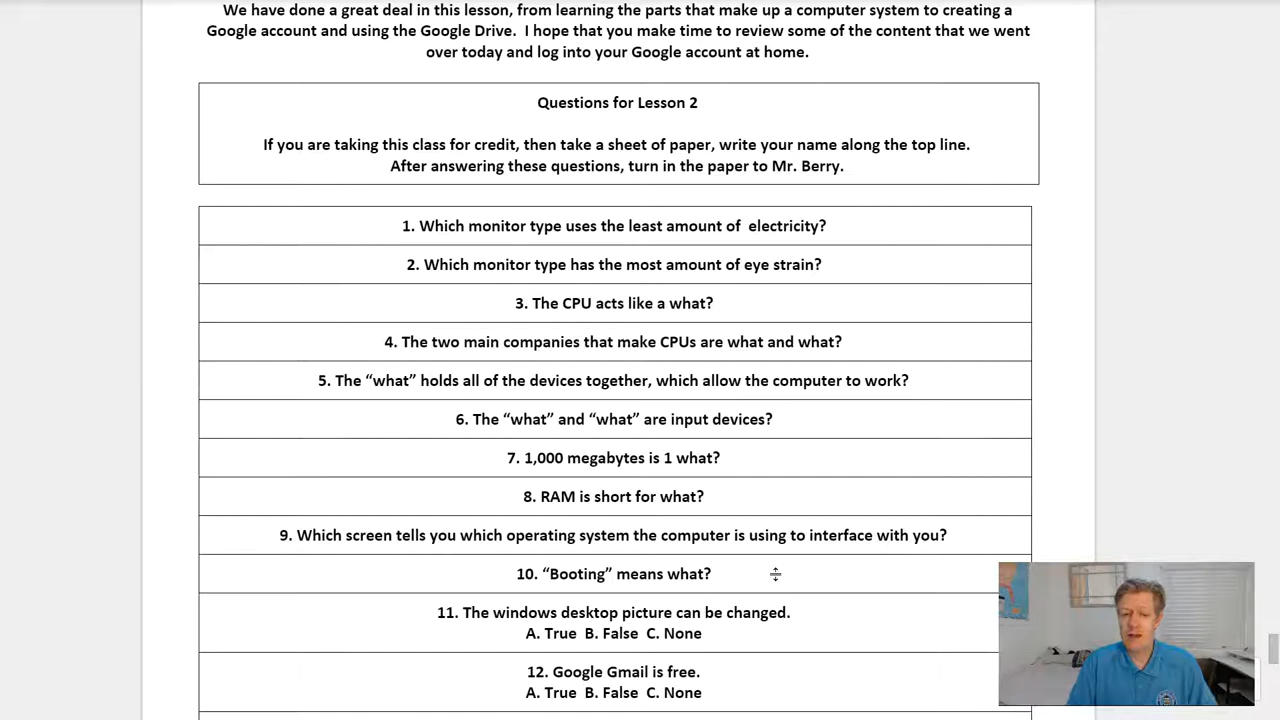 We have done a great deal in this lesson, from learning the parts that make up a computer system to creating a
Google account and using the Google Drive.  I hope that you make time to review some of the content that we went
over today and log into your Google account at home.
Questions for Lesson 2
If you are taking this class for credit, then take a sheet of paper, write your name along the top line.
After answering these questions, turn in the paper to Mr. Berry.
1. Which monitor type uses the least amount of  electricity?
2. Which monitor type has the most amount of eye strain?
3. The CPU acts like a what?
4. The two main companies that make CPUs are what and what?
5. The “what” holds all of the devices together, which allow the computer to work?
6. The “what” and “what” are input devices?
7. 1,000 megabytes is 1 what?
8. RAM is short for what?
9. Which screen tells you which operating system the computer is using to interface with you?
10. “Booting” means what?
11. The windows desktop picture can be changed.
A. True  B. False  C. None
12. Google Gmail is free.
A. True  B. False  C. None